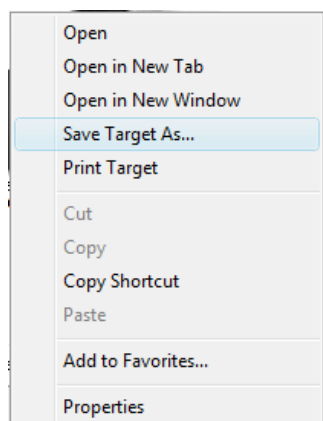 Open
Open in New Tab
Open in New Window
Save Target As...
Print Target
Cut
Copy
Copy Shortcut
Paste
Add to Favorites...
Properties